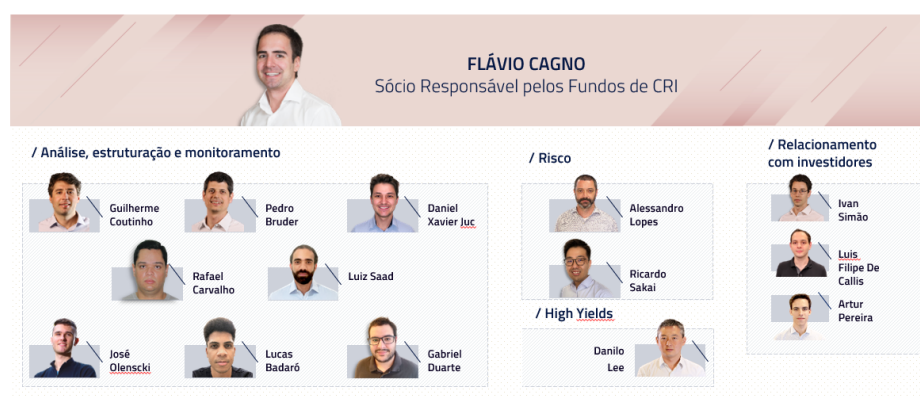 FLÁVIO CAGNO
Sócio Responsável pelos Fundos de CRI
/ Análise, estruturação e monitoramento
Guilherme
Coutinho
Pedro
Bruder
Daniel
Xavier Juc
Rafael
Carvalho
Luiz Saad
José
Olenscki
Lucas
Badaró
Gabriel
Duarte
/ Risco
Alessandro
Lopes
Ricardo
Sakai
/ High Yields
Danilo
Lee
/ Relacionamento
com investidores
Ivan
Simão
Luis
Filipe De
Callis
Artur
Pereira